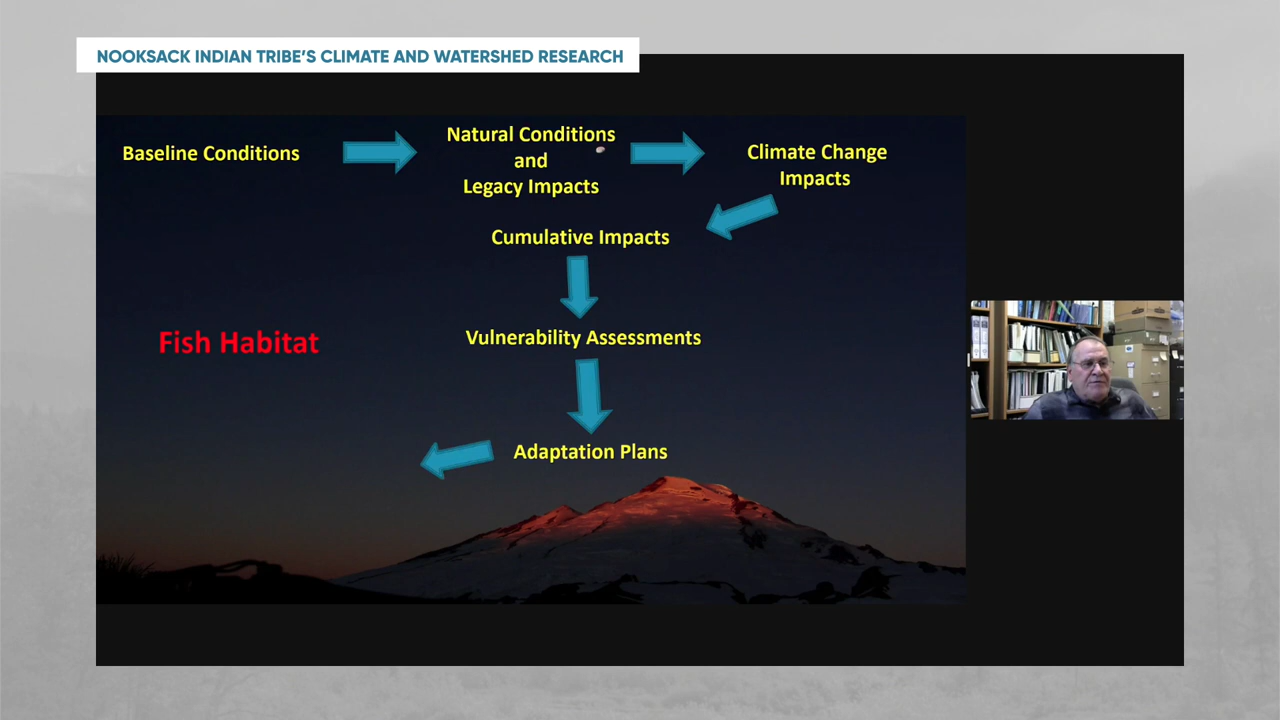 NOOKSACK INDIAN TRIBE'S CLIMATE AND WATERSHED RESEARCH
Baseline Conditions
Natural Conditions
and
Legacy Impacts
Climate Change
Impacts
Cumulative Impacts
Fish Habitat
Vulnerability Assessments
Adaptation Plans